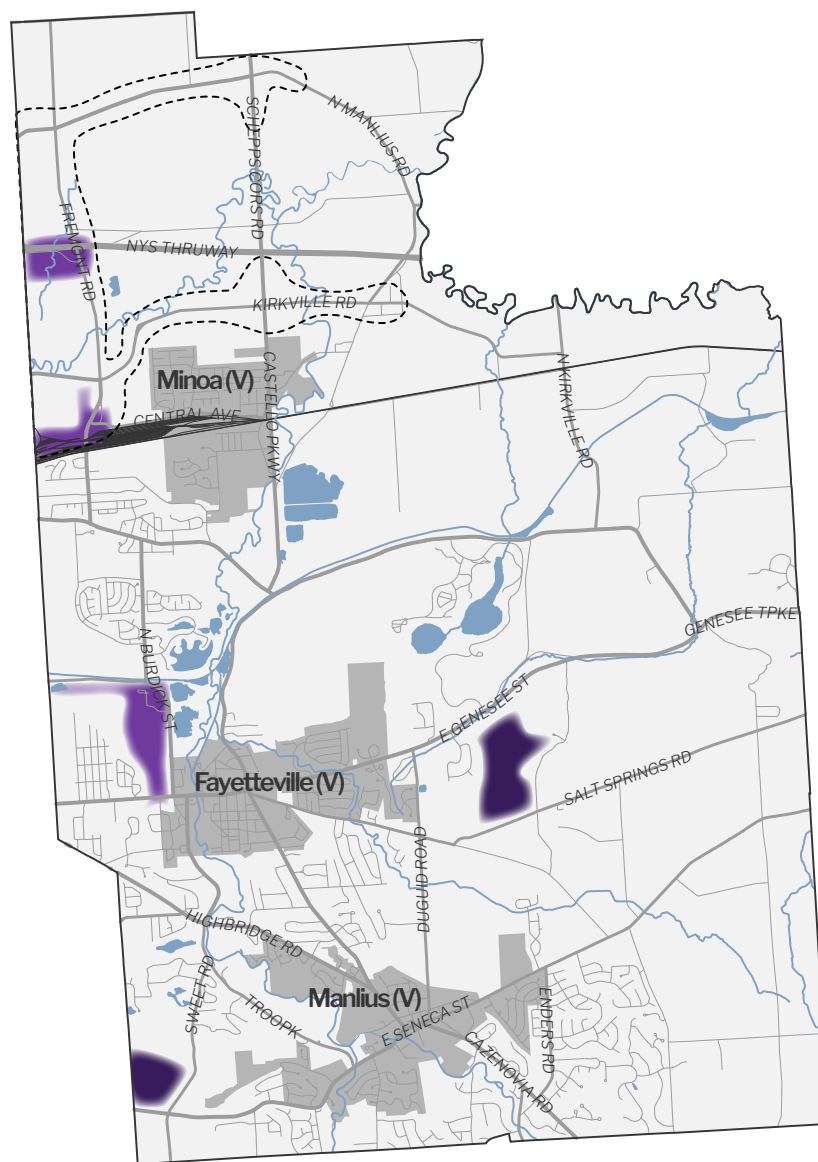 N MANLIUS RD
SCHEPPS CORS RD
FREMONT RD
NYS THRUWAY
KIRKVILLE RD
Minoa (V)
CASTELLO PKWY
N KIRKVILLE RD
CENTRAL AVE
GENESEE TPKE
N BURDICK ST
E GENESEE ST
Fayetteville (V)
SALT SPRINGS RD
DUGUID ROAD
HIGHBRIDGE RD
SWEET RD
Manlius (V)
TROOP K
E SENECA ST
ENDERS RD
CAZENOVIA RD